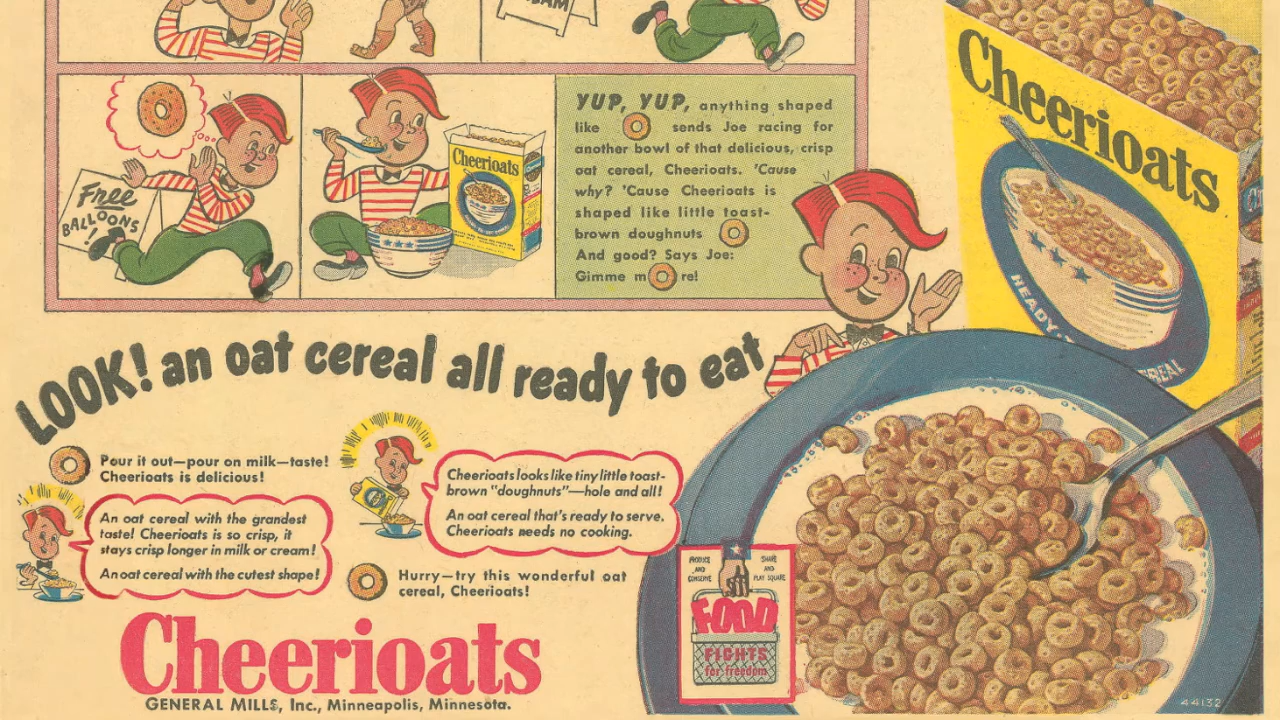 Free
BALLOONS
!
Cheerioats
YUP, YUP, anything shaped
like sends Joe racing for
another bowl of that delicious, crisp
oat cereal, Cheerioats. 'Cause
why? 'Cause Cheerioats is
shaped like little toast-
brown doughnuts
And good? Says Joe:
Gimme m re!
Cheerioats
LOOK! an oat cereal all ready to eat
Pour it out—pour on milk—taste!
Cheerioats is delicious!
An oat cereal with the grandest
taste! Cheerioats is so crisp, it
stays crisp longer in milk or cream!
An oat cereal with the cutest shape!
Cheerioats looks like tiny little toast-
brown "doughnuts"—hole and all!
An oat cereal that's ready to serve.
Cheerioats needs no cooking.
Hurry—try this wonderful oat
cereal, Cheerioats!
PRODUCE
AND
CONSERVE
SHARE
AND
PLAY SQUARE
FOOD
FIGHTS
for freedom
Cheerioats
GENERAL MILLS, Inc., Minneapolis, Minnesota.
44132